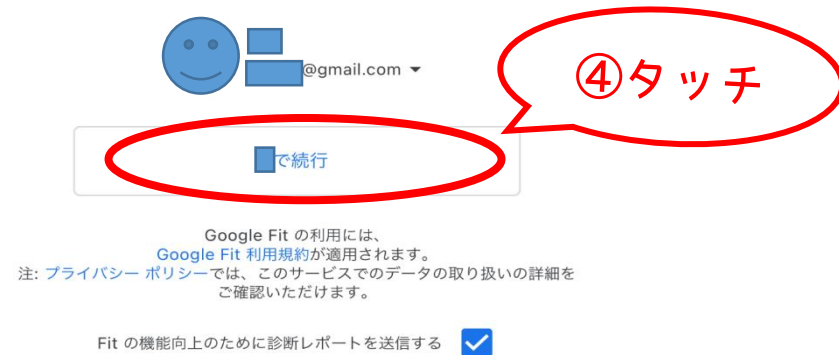 @gmail.com
④タッチ
で続行
Google Fit の利用には、
Google Fit 利用規約が適用されます。
注: プライバシー ポリシーでは、このサービスでのデータの取り扱いの詳細を
ご確認いただけます。
Fit の機能向上のために診断レポートを送信する